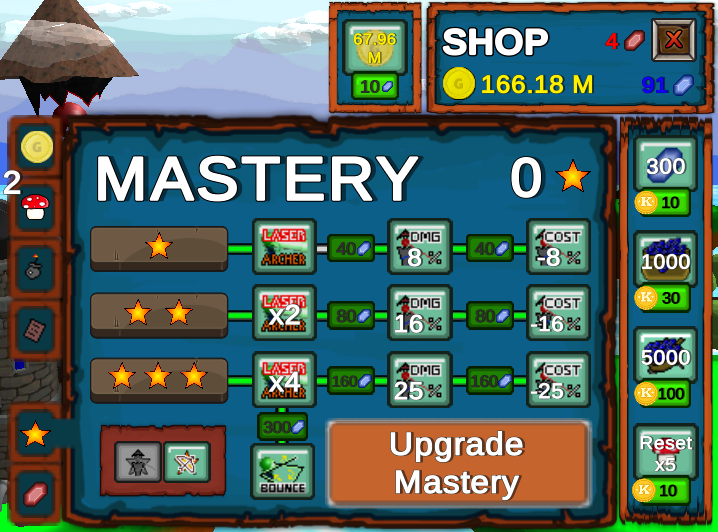 67.96
M
10
SHOP
4
G 166.18 M
91
G
2
MASTERY
0
LASER
ARCHER
40
DMG
8 %
40
COST
-8 %
LASER
ARCHER
x2
80
DMG
16 %
80
COST
-16 %
LASER
ARCHER
x4
160
DMG
25 %
160
COST
-25 %
300
BOUNCE
Upgrade
Mastery
300
K 10
1000
K 30
5000
K 100
Reset
x5
K 10